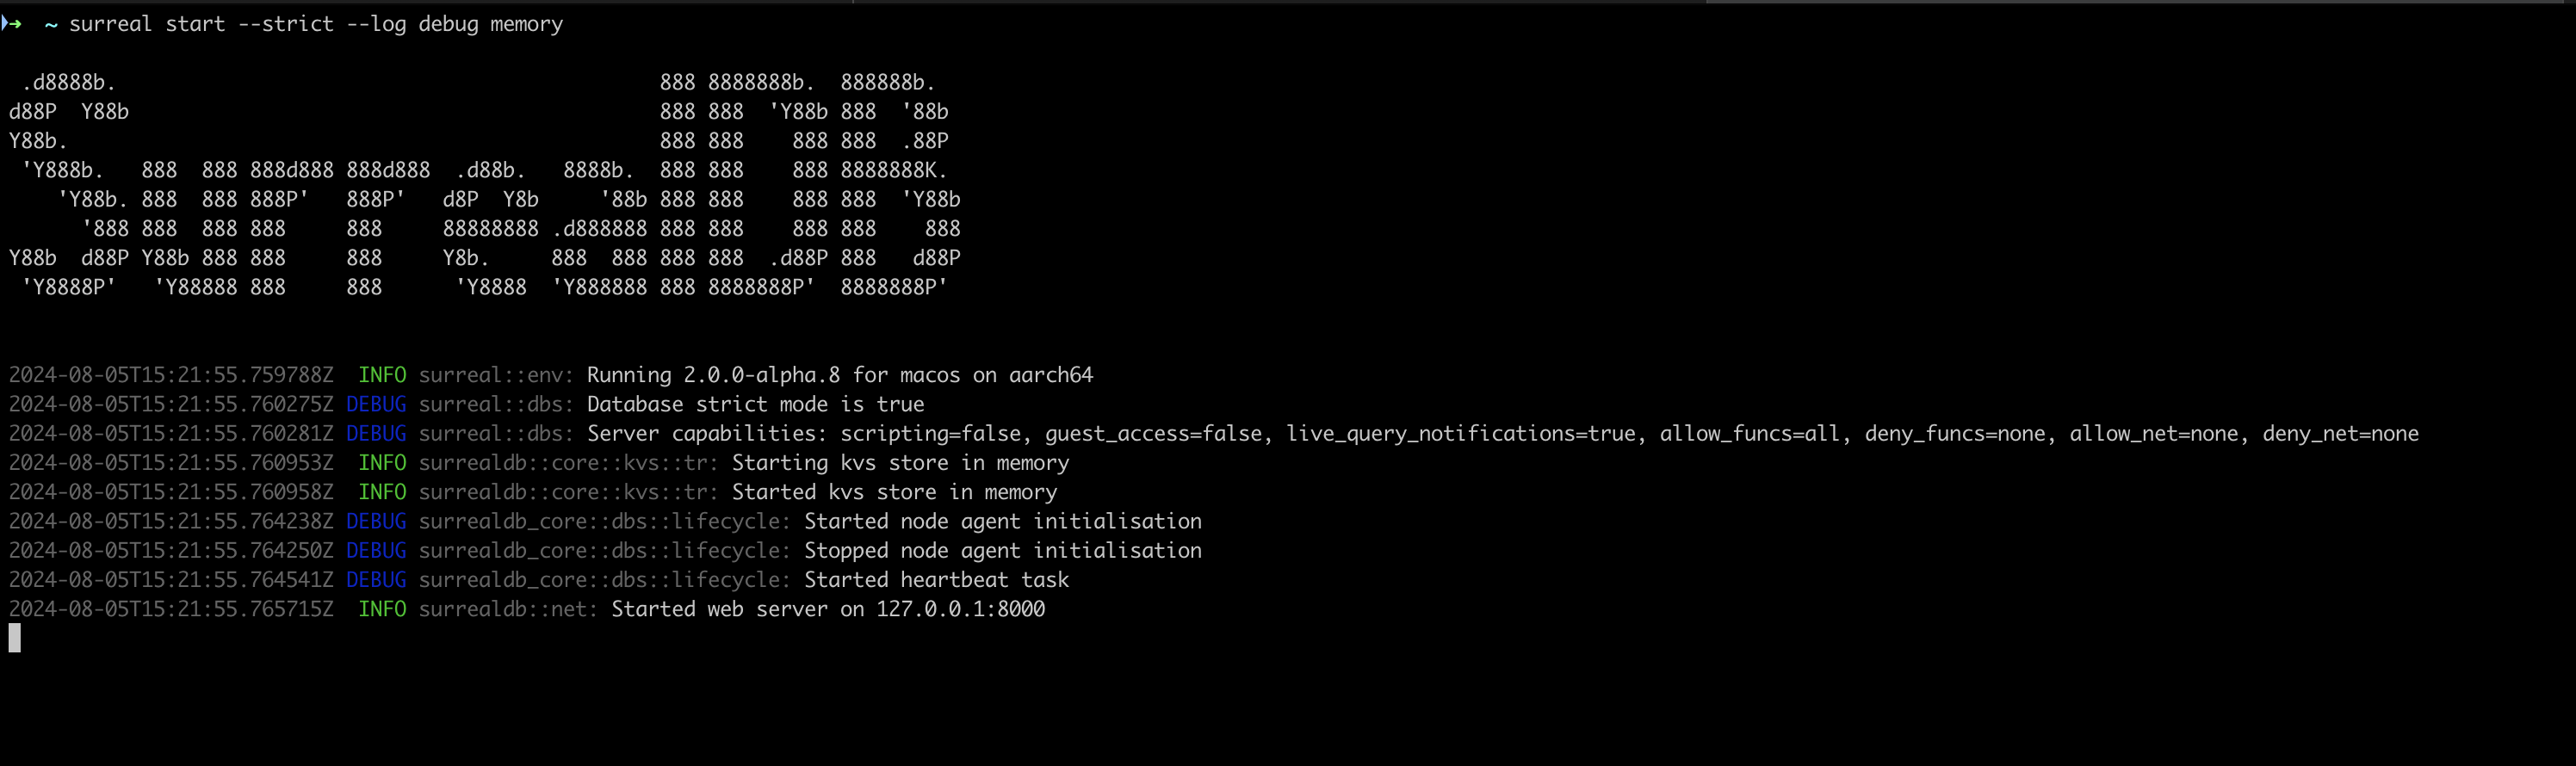 ➜  ~ surreal start --strict --log debug memory

 .d8888b.                                             888 8888888b.  888888b.
d88P  Y88b                                            888 888  'Y88b 888  '88b
Y88b.                                                 888 888    888 888  .88P
 'Y888b.   888  888 888d888 888d888  .d88b.   8888b.  888 888    888 8888888K.
    'Y88b. 888  888 888P'   888P'   d8P  Y8b     '88b 888 888    888 888  'Y88b
      '888 888  888 888     888     88888888 .d888888 888 888    888 888    888
Y88b  d88P Y88b 888 888     888     Y8b.     888  888 888 888  .d88P 888   d88P
 'Y8888P'   'Y88888 888     888      'Y8888  'Y888888 888 8888888P'  8888888P'

2024-08-05T15:21:55.759788Z  INFO surreal::env: Running 2.0.0-alpha.8 for macos on aarch64
2024-08-05T15:21:55.760275Z DEBUG surreal::dbs: Database strict mode is true
2024-08-05T15:21:55.760281Z DEBUG surreal::dbs: Server capabilities: scripting=false, guest_access=false, live_query_notifications=true, allow_funcs=all, deny_funcs=none, allow_net=none, deny_net=none
2024-08-05T15:21:55.760953Z  INFO surrealdb::core::kvs::tr: Starting kvs store in memory
2024-08-05T15:21:55.760958Z  INFO surrealdb::core::kvs::tr: Started kvs store in memory
2024-08-05T15:21:55.764238Z DEBUG surrealdb_core::dbs::lifecycle: Started node agent initialisation
2024-08-05T15:21:55.764250Z DEBUG surrealdb_core::dbs::lifecycle: Stopped node agent initialisation
2024-08-05T15:21:55.764541Z DEBUG surrealdb_core::dbs::lifecycle: Started heartbeat task
2024-08-05T15:21:55.765715Z  INFO surrealdb::net: Started web server on 127.0.0.1:8000